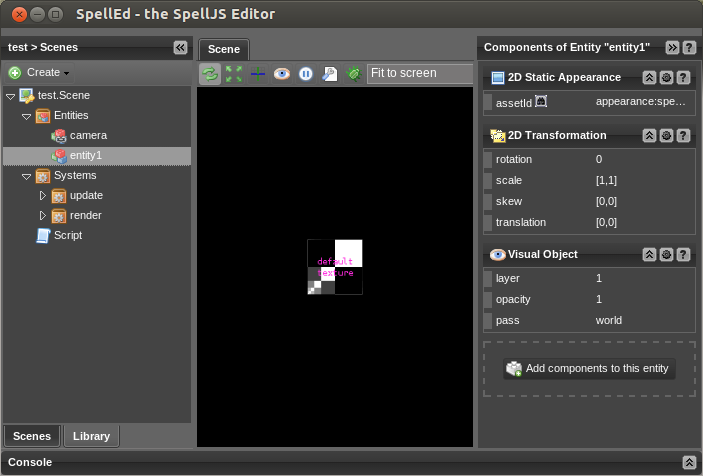 SpellEd - the SpellJS Editor
test > Scenes
Create
test.Scene
Entities
camera
entity1
Systems
update
render
Script
Scenes
Library
Scene
Fit to screen
default
texture
Components of Entity "entity1"
2D Static Appearance
assetId appearance:spe...
2D Transformation
rotation 0
scale [1,1]
skew [0,0]
translation [0,0]
Visual Object
layer 1
opacity 1
pass world
Add components to this entity
Console